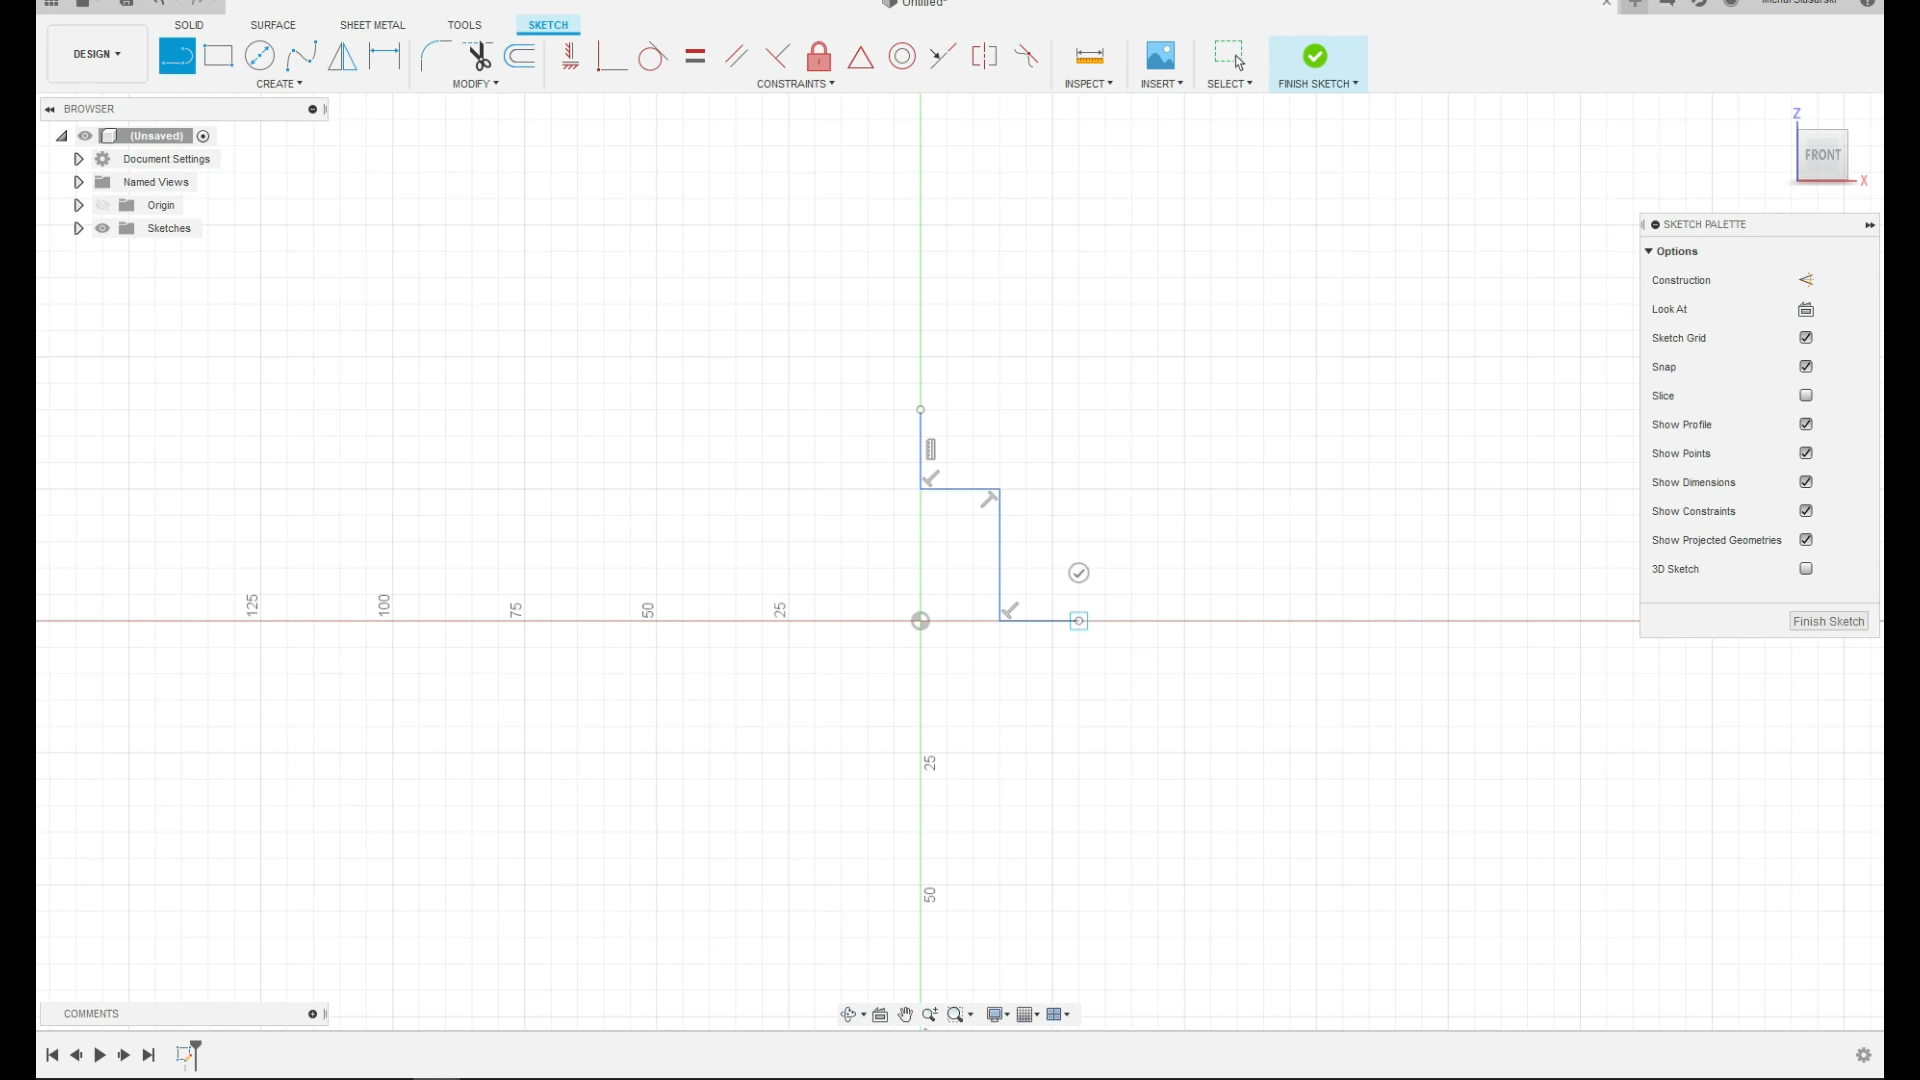 Untitled*
SOLID SURFACE SHEET METAL TOOLS SKETCH
DESIGN
CREATE MODIFY CONSTRAINTS INSPECT INSERT SELECT FINISH SKETCH
BROWSER
(Unsaved)
Document Settings
Named Views
Origin
Sketches
Z
FRONT
X
SKETCH PALETTE
Options
Construction
Look At
Sketch Grid
Snap
Slice
Show Profile
Show Points
Show Dimensions
Show Constraints
Show Projected Geometries
3D Sketch
Finish Sketch
125 100 75 50 25
25
50
COMMENTS